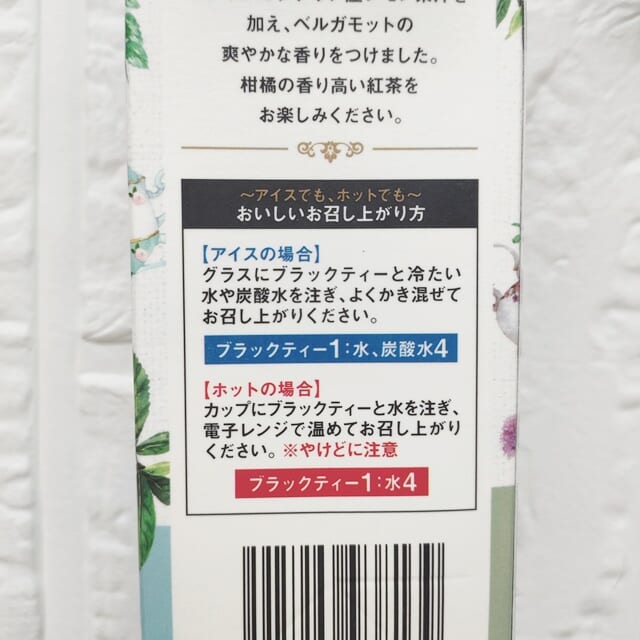 加え、ベルガモットの
爽やかな香りをつけました。
柑橘の香り高い紅茶を
お楽しみください。
〜アイスでも、ホットでも〜
おいしいお召し上がり方
【アイスの場合】
グラスにブラックティーと冷たい
水や炭酸水を注ぎ、よくかき混ぜて
お召し上がりください。
ブラックティー1:水、炭酸水4
【ホットの場合】
カップにブラックティーと水を注ぎ、
電子レンジで温めてお召し上がり
ください。※やけどに注意
ブラックティー1:水4